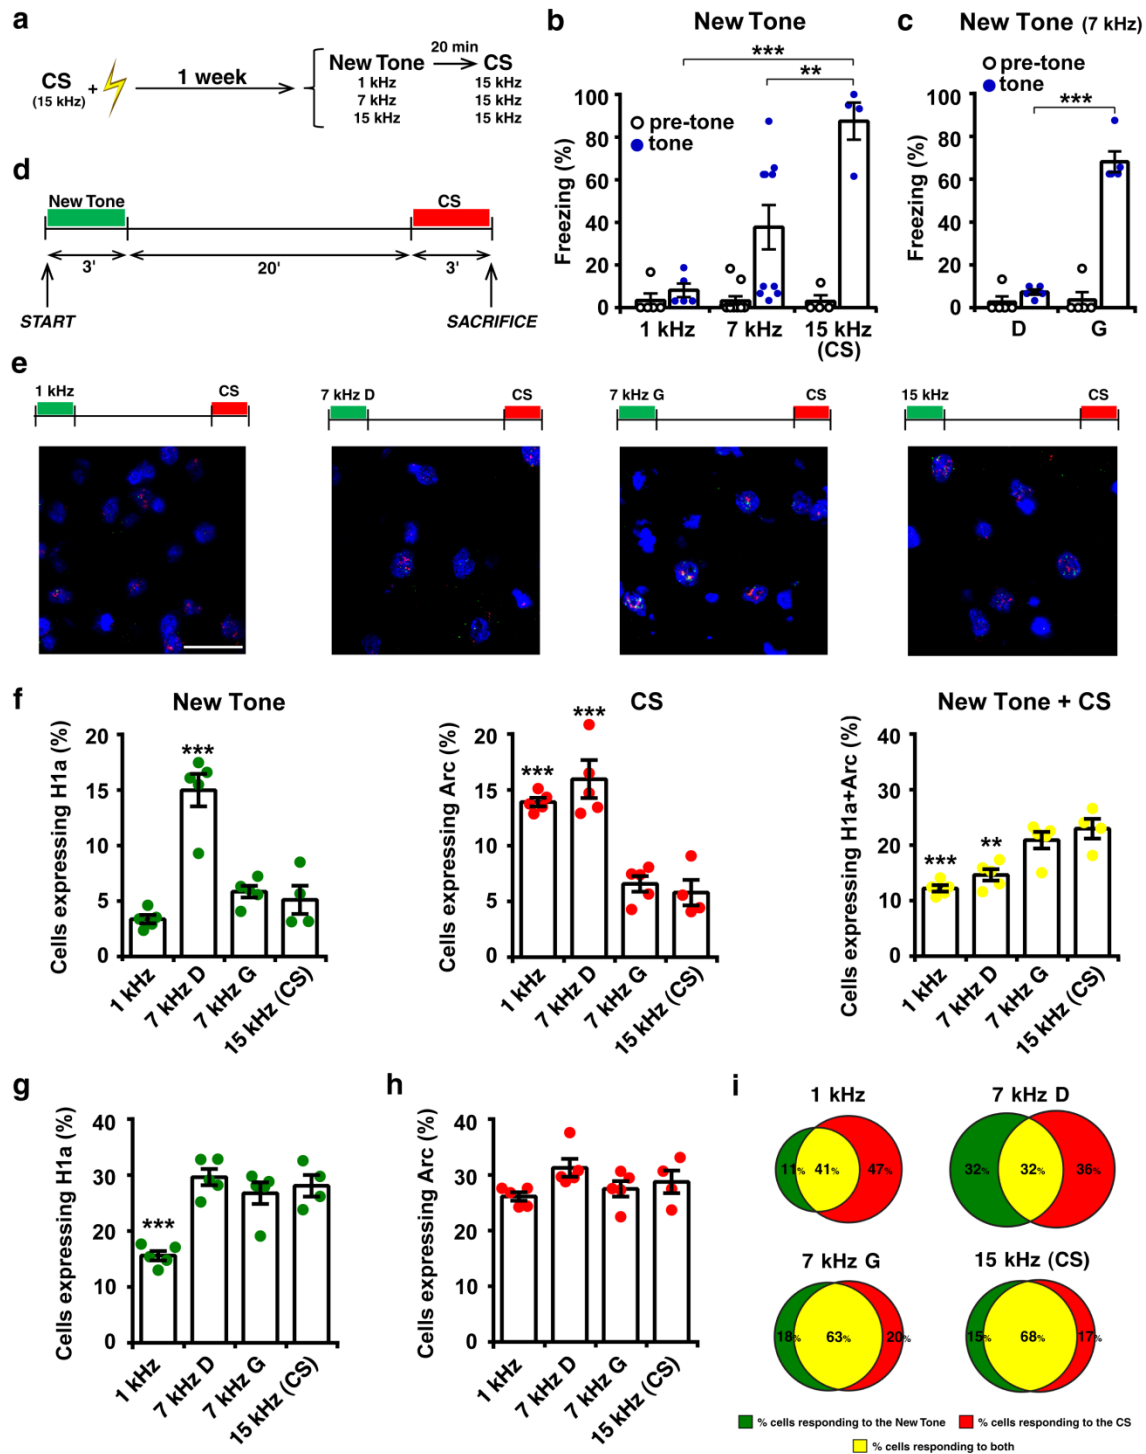 a
CS
(15 kHz)
+
1 week
New Tone
20 min
CS
1 kHz 15 kHz
7 kHz 15 kHz
15 kHz 15 kHz
b
New Tone
***
**
pre-tone
tone
Freezing (%)
100
80
60
40
20
0
1 kHz 7 kHz 15 kHz
(CS)
c
New Tone (7 kHz)
pre-tone
tone
***
Freezing (%)
100
80
60
40
20
0
D G
d
New Tone CS
3' 20' 3'
START SACRIFICE
e
1 kHz CS
7 kHz D CS
7 kHz G CS
15 kHz CS
f
New Tone
Cells expressing H1a (%)
20
15
10
5
0
***
1 kHz 7 kHz D 7 kHz G 15 kHz (CS)
CS
Cells expressing Arc (%)
20
15
10
5
0
*** ***
1 kHz 7 kHz D 7 kHz G 15 kHz (CS)
New Tone + CS
Cells expressing H1a+Arc (%)
40
30
20
10
0
*** **
1 kHz 7 kHz D 7 kHz G 15 kHz (CS)
g
Cells expressing H1a (%)
40
30
20
10
0
***
1 kHz 7 kHz D 7 kHz G 15 kHz (CS)
h
Cells expressing Arc (%)
40
30
20
10
0
1 kHz 7 kHz D 7 kHz G 15 kHz (CS)
i
1 kHz
11% 41% 47%
7 kHz D
32% 32% 36%
7 kHz G
18% 63% 20%
15 kHz (CS)
15% 68% 17%
% cells responding to the New Tone
% cells responding to the CS
% cells responding to both